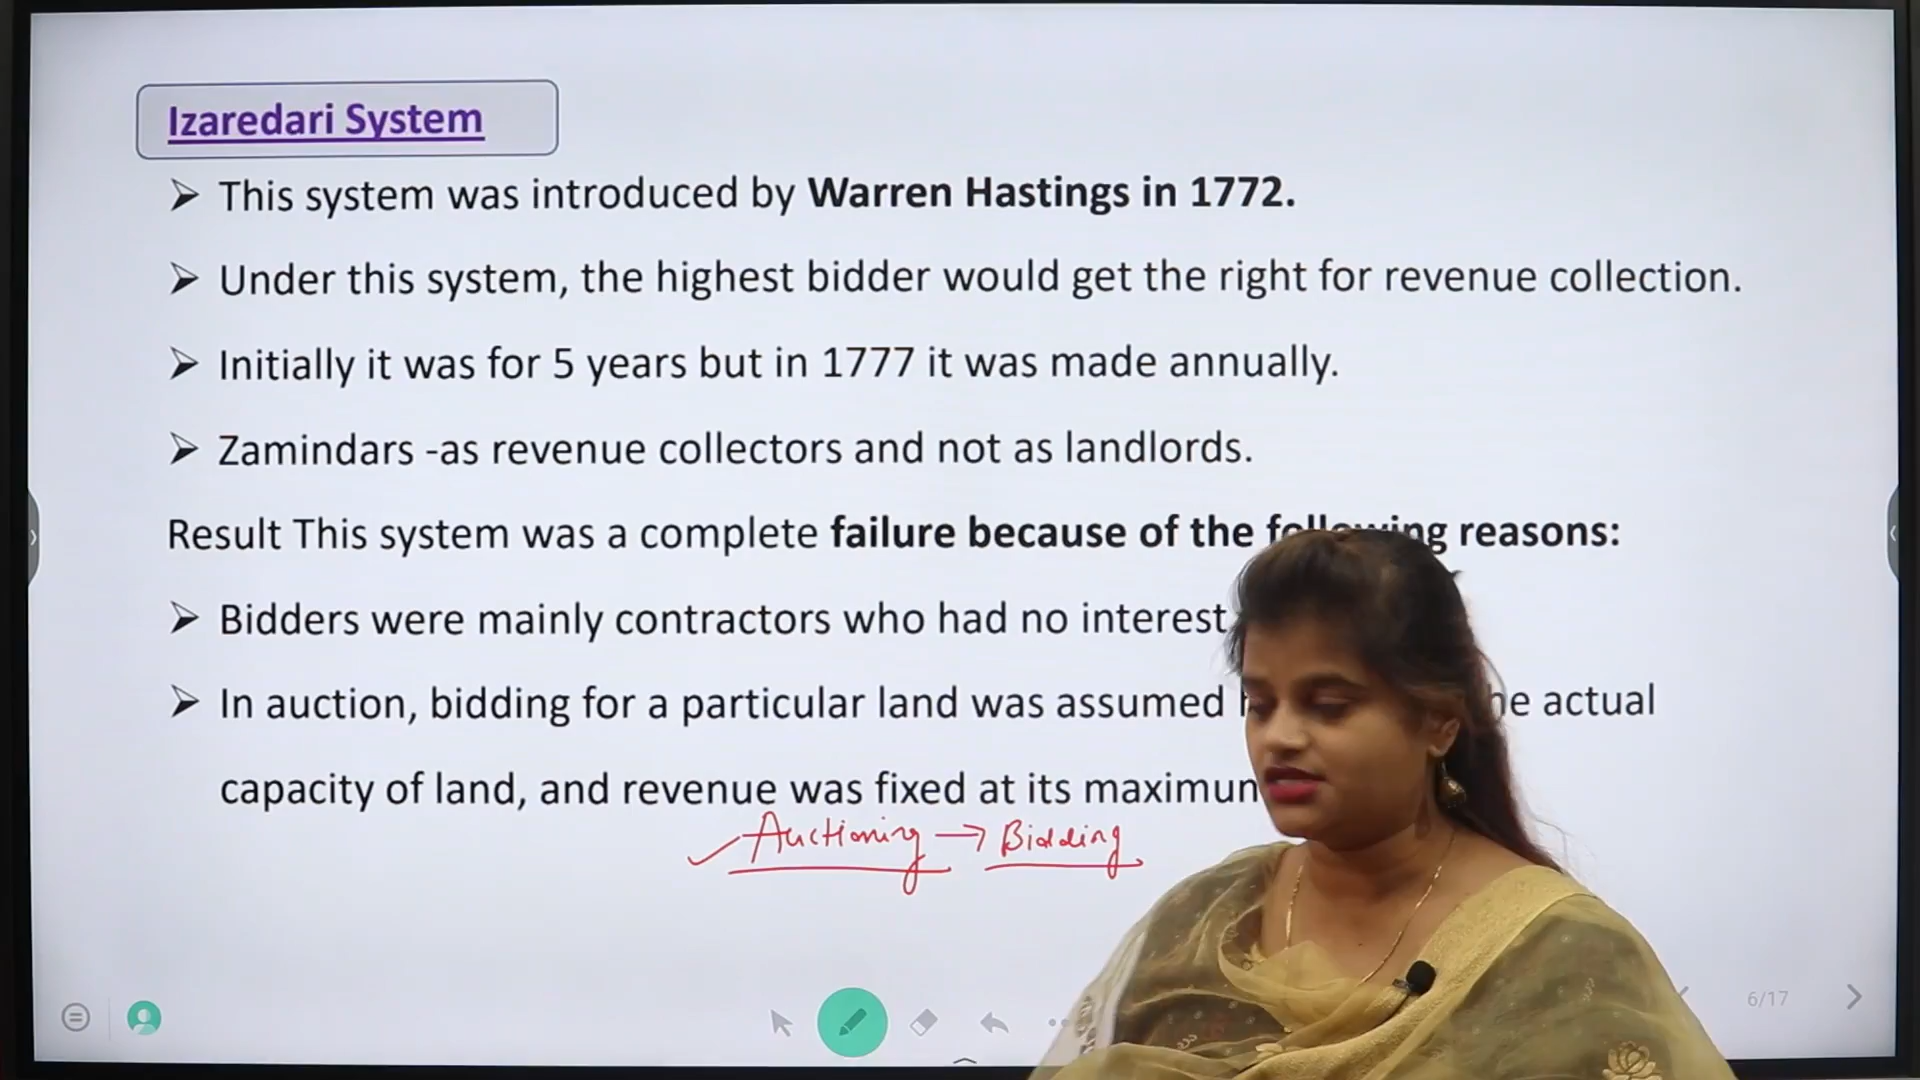 Izaredari System
➢ This system was introduced by Warren Hastings in 1772.
➢ Under this system, the highest bidder would get the right for revenue collection.
➢ Initially it was for 5 years but in 1777 it was made annually.
➢ Zamindars -as revenue collectors and not as landlords.
Result This system was a complete failure because of the following reasons:
➢ Bidders were mainly contractors who had no interest
➢ In auction, bidding for a particular land was assumed actual
capacity of land, and revenue was fixed at its
Auctioning → Bidding
6/17